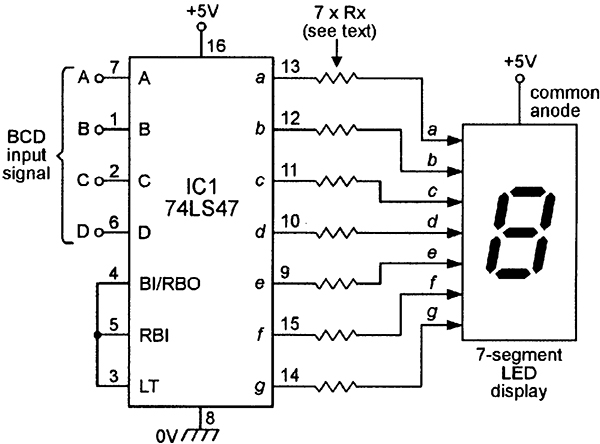 +5V
7 x Rx
(see text)
16
A 7 A a 13
+5V
common
anode
a
B 1 B b 12
b
BCD
input
signal
C 2 C c 11
c
IC1
74LS47
D 6 D d 10
d
4 BI/RBO e 9
e
f
5 RBI f 15
g
3 LT g 14
7-segment
LED
display
8
0V